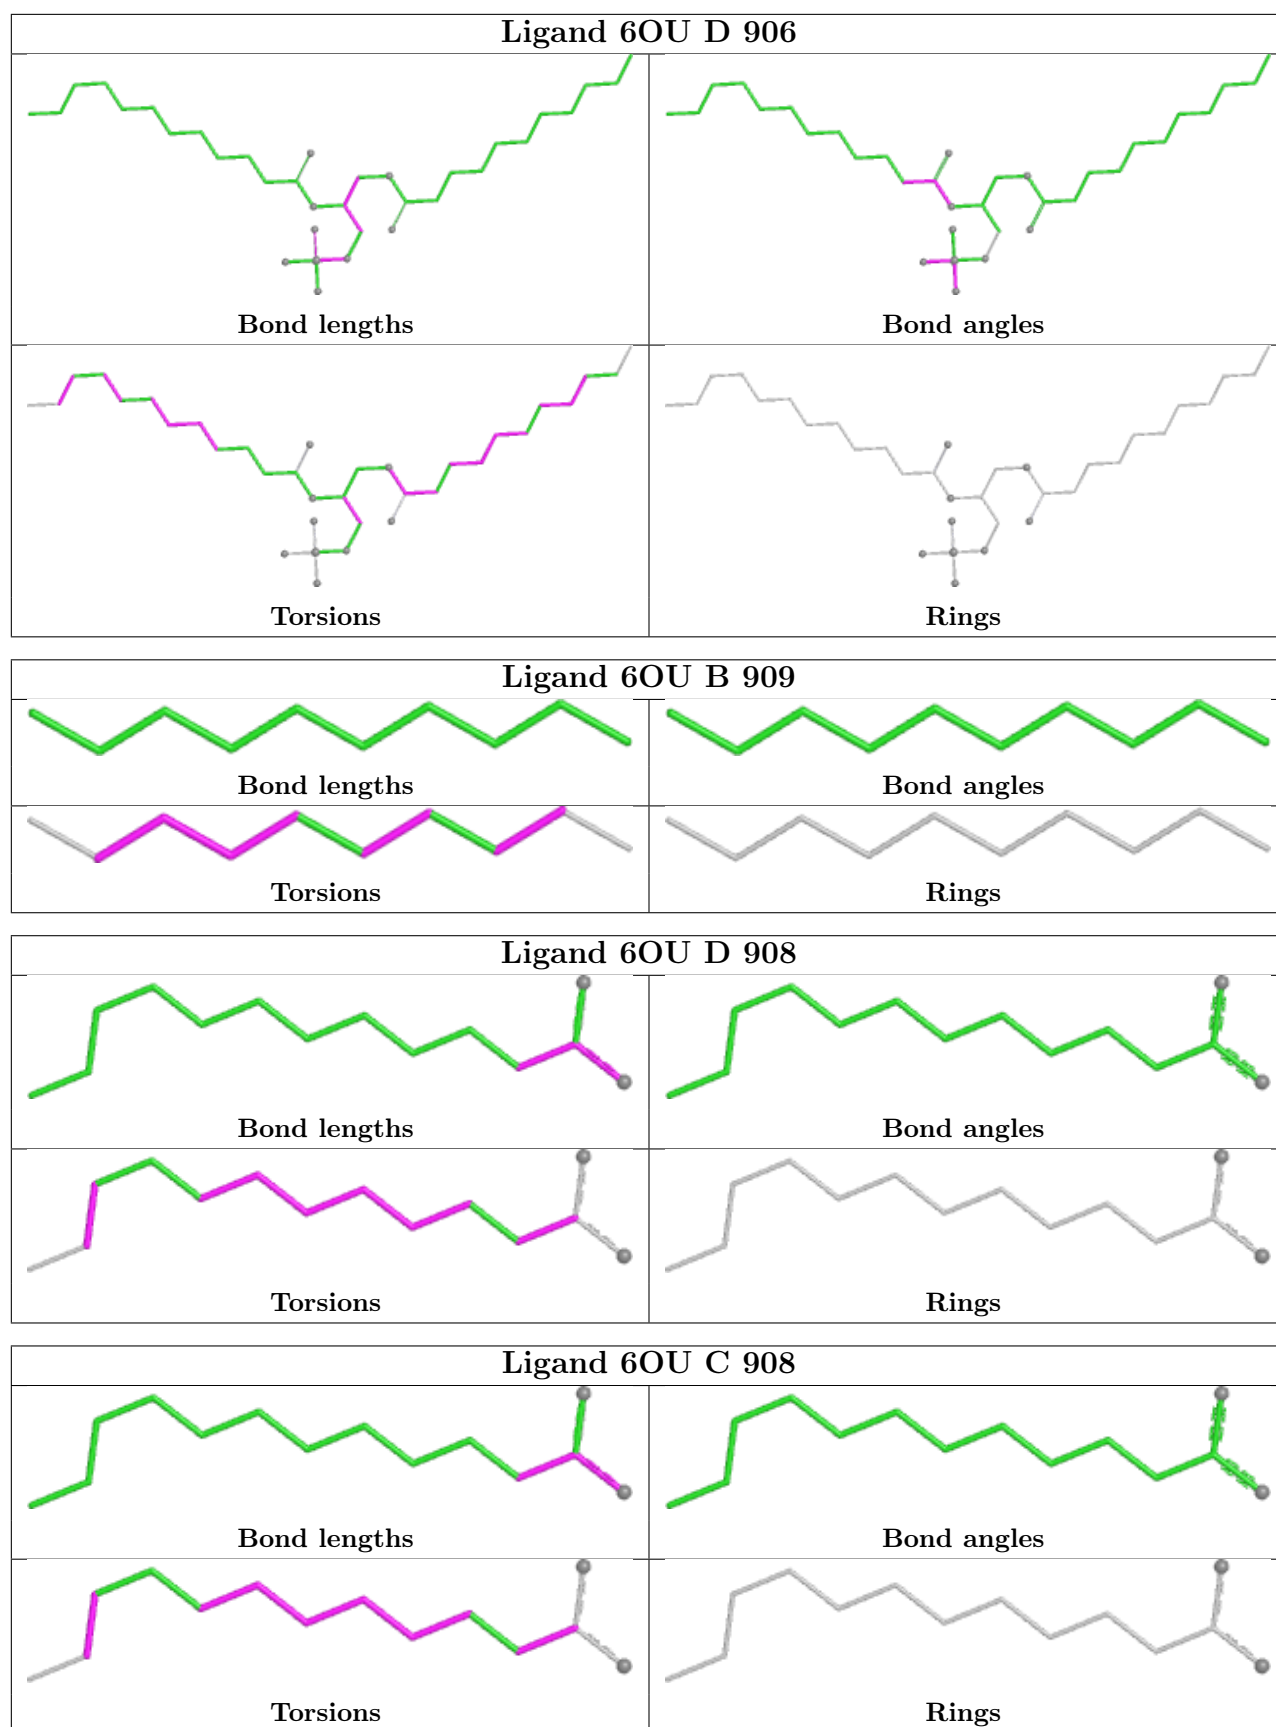 Ligand 6OU D 906
Bond lengths
Bond angles
Torsions
Rings
Ligand 6OU B 909
Bond lengths
Bond angles
Torsions
Rings
Ligand 6OU D 908
Bond lengths
Bond angles
Torsions
Rings
Ligand 6OU C 908
Bond lengths
Bond angles
Torsions
Rings